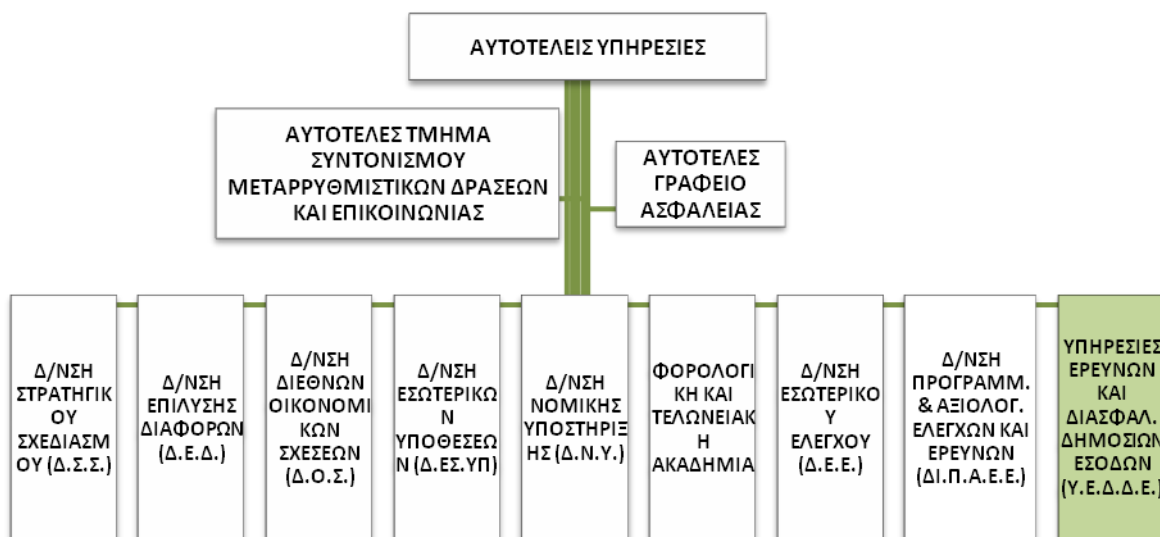 ΑΥΤΟΤΕΛΕΙΣ ΥΠΗΡΕΣΙΕΣ
ΑΥΤΟΤΕΛΕΣ ΤΜΗΜΑ
ΣΥΝΤΟΝΙΣΜΟΥ
ΜΕΤΑΡΡΥΘΜΙΣΤΙΚΩΝ ΔΡΑΣΕΩΝ
ΚΑΙ ΕΠΙΚΟΙΝΩΝΙΑΣ
ΑΥΤΟΤΕΛΕΣ
ΓΡΑΦΕΙΟ
ΑΣΦΑΛΕΙΑΣ
Δ/ΝΣΗ
ΣΤΡΑΤΗΓΙΚ
ΟΥ
ΣΧΕΔΙΑΣΜ
ΟΥ (Δ.Σ.Σ.)
Δ/ΝΣΗ
ΕΠΙΛΥΣΗΣ
ΔΙΑΦΟΡΩΝ
(Δ.Ε.Δ.)
Δ/ΝΣΗ
ΔΙΕΘΝΩΝ
ΟΙΚΟΝΟΜΙ
ΚΩΝ
ΣΧΕΣΕΩΝ
(Δ.Ο.Σ.)
Δ/ΝΣΗ
ΕΣΩΤΕΡΙΚΩ
Ν
ΥΠΟΘΕΣΕΩ
Ν (Δ.ΕΣ.ΥΠ)
Δ/ΝΣΗ
ΝΟΜΙΚΗΣ
ΥΠΟΣΤΗΡΙΞ
ΗΣ (Δ.Ν.Υ.)
ΦΟΡΟΛΟΓΙ
ΚΗ ΚΑΙ
ΤΕΛΩΝΕΙΑΚ
Η
ΑΚΑΔΗΜΙΑ
Δ/ΝΣΗ
ΕΣΩΤΕΡΙΚΟ
Υ
ΕΛΕΓΧΟΥ
(Δ.Ε.Ε.)
Δ/ΝΣΗ
ΠΡΟΓΡΑΜΜ.
& ΑΞΙΟΛΟΓ.
ΕΛΕΓΧΩΝ ΚΑΙ
ΕΡΕΥΝΩΝ
(ΔΙ.Π.Α.Ε.Ε.)
ΥΠΗΡΕΣΙΕΣ
ΕΡΕΥΝΩΝ
ΚΑΙ
ΔΙΑΣΦΑΛ.
ΔΗΜΟΣΙΩΝ
ΕΣΟΔΩΝ
(Υ.Ε.Δ.Δ.Ε.)